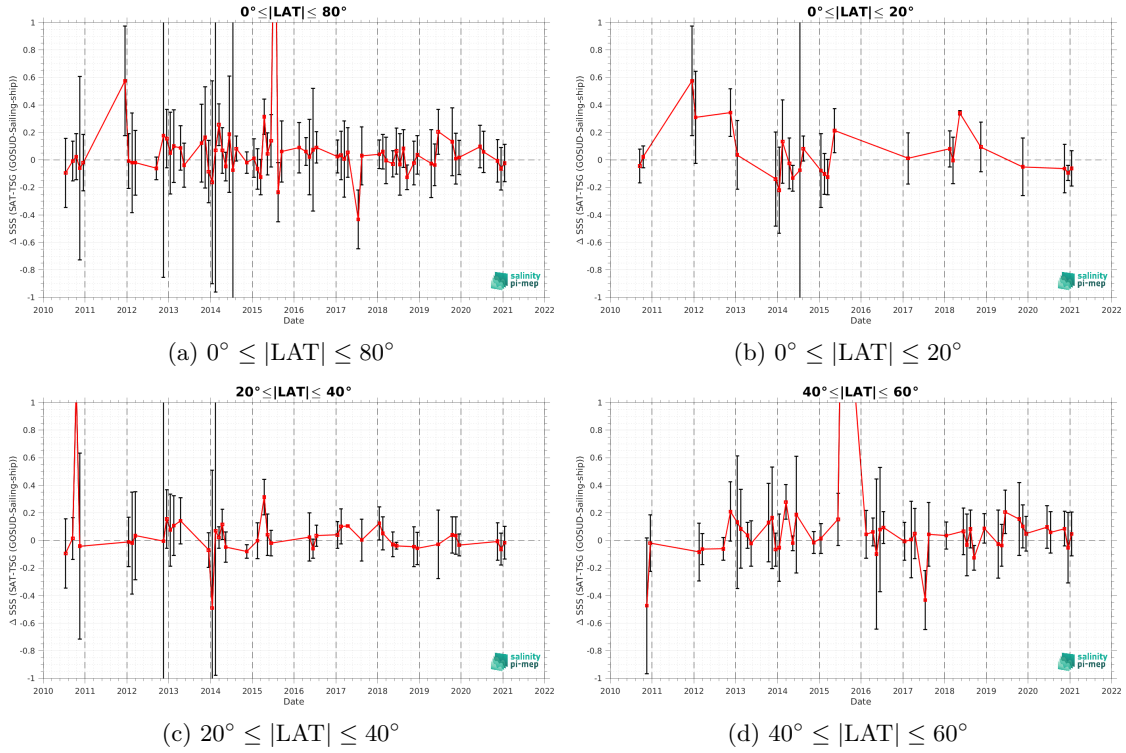 0°≤|LAT|≤ 80°
1
0.8
0.6
0.4
0.2
0
-0.2
-0.4
-0.6
-0.8
-1
Δ SSS (SAT-TSG (GOSUD-Sailing-ship))
2010 2011 2012 2013 2014 2015 2016 2017 2018 2019 2020 2021 2022
Date
salinity
pi-mep
(a) 0° ≤ |LAT| ≤ 80°
0°≤|LAT|≤ 20°
1
0.8
0.6
0.4
0.2
0
-0.2
-0.4
-0.6
-0.8
-1
Δ SSS (SAT-TSG (GOSUD-Sailing-ship))
2010 2011 2012 2013 2014 2015 2016 2017 2018 2019 2020 2021 2022
Date
salinity
pi-mep
(b) 0° ≤ |LAT| ≤ 20°
20°≤|LAT|≤ 40°
1
0.8
0.6
0.4
0.2
0
-0.2
-0.4
-0.6
-0.8
-1
Δ SSS (SAT-TSG (GOSUD-Sailing-ship))
2010 2011 2012 2013 2014 2015 2016 2017 2018 2019 2020 2021 2022
Date
salinity
pi-mep
(c) 20° ≤ |LAT| ≤ 40°
40°≤|LAT|≤ 60°
1
0.8
0.6
0.4
0.2
0
-0.2
-0.4
-0.6
-0.8
-1
Δ SSS (SAT-TSG (GOSUD-Sailing-ship))
2010 2011 2012 2013 2014 2015 2016 2017 2018 2019 2020 2021 2022
Date
salinity
pi-mep
(d) 40° ≤ |LAT| ≤ 60°